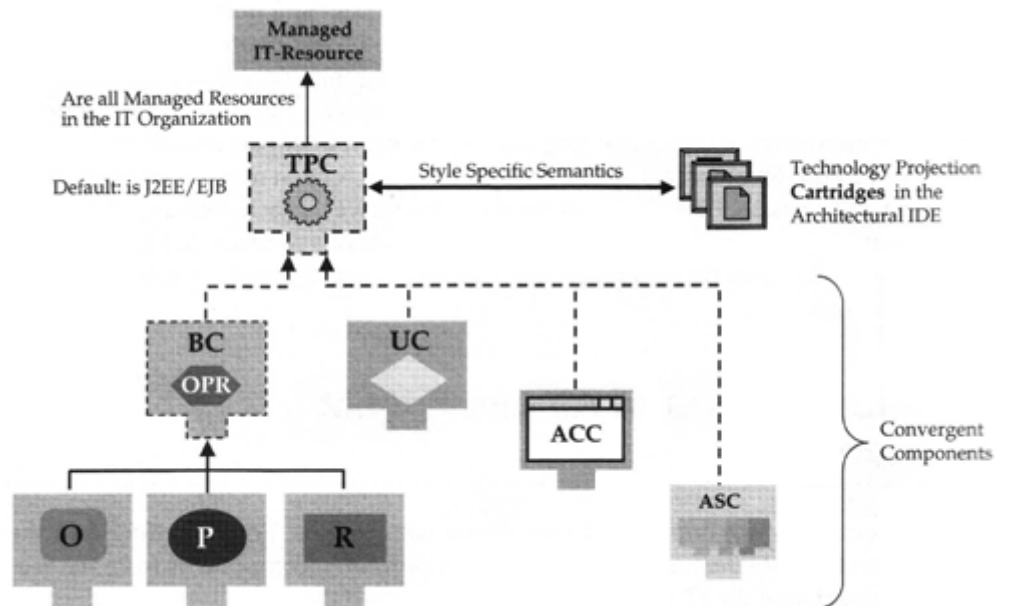 Managed
IT-Resource
Are all Managed Resources
in the IT Organization
TPC
Default: is J2EE/EJB
Style Specific Semantics
Technology Projection
Cartridges in the
Architectural IDE
BC
OPR
UC
ACC
ASC
Convergent
Components
O
P
R